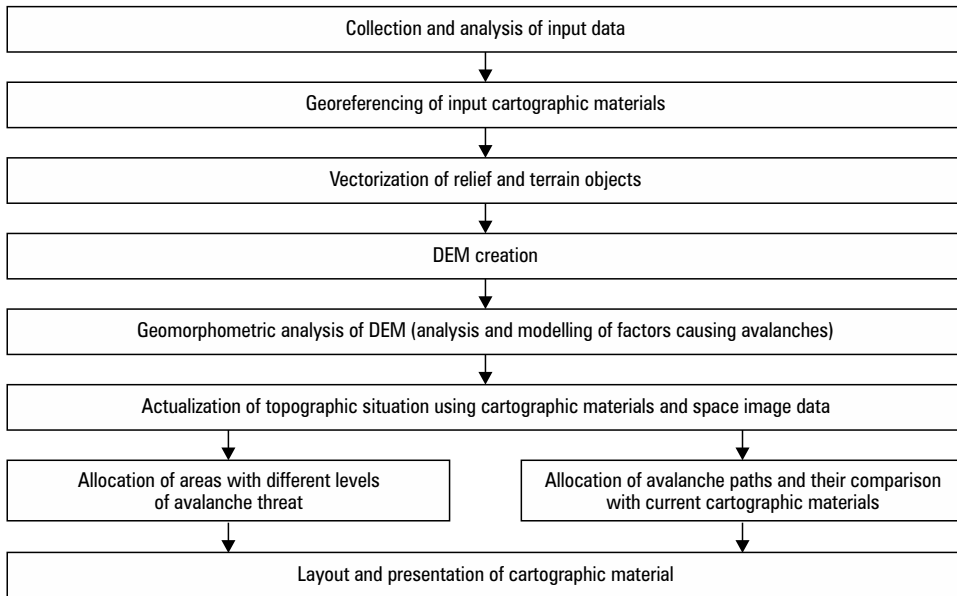 Collection and analysis of input data
Georeferencing of input cartographic materials
Vectorization of relief and terrain objects
DEM creation
Geomorphometric analysis of DEM (analysis and modelling of factors causing avalanches)
Actualization of topographic situation using cartographic materials and space image data
Allocation of areas with different levels
of avalanche threat
Allocation of avalanche paths and their comparison
with current cartographic materials
Layout and presentation of cartographic material